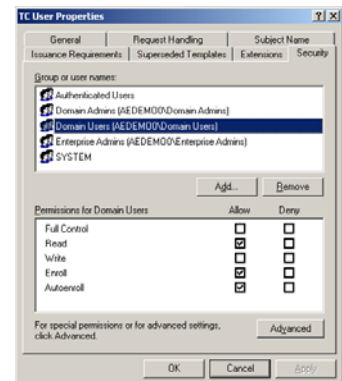 TC User Properties
General Request Handling Subject Name
Issuance Requirements Superseded Templates Extensions Security
Group or user names:
Authenticated Users
Domain Admins (AEDEMO0\Domain Admins)
Domain Users (AEDEMO0\Domain Users)
Enterprise Admins (AEDEMO0\Enterprise Admins)
SYSTEM
Add... Remove
Permissions for Domain Users Allow Deny
Full Control
Read
Write
Enroll
Autoenroll
For special permissions or for advanced settings,
click Advanced.
Advanced
OK Cancel Apply